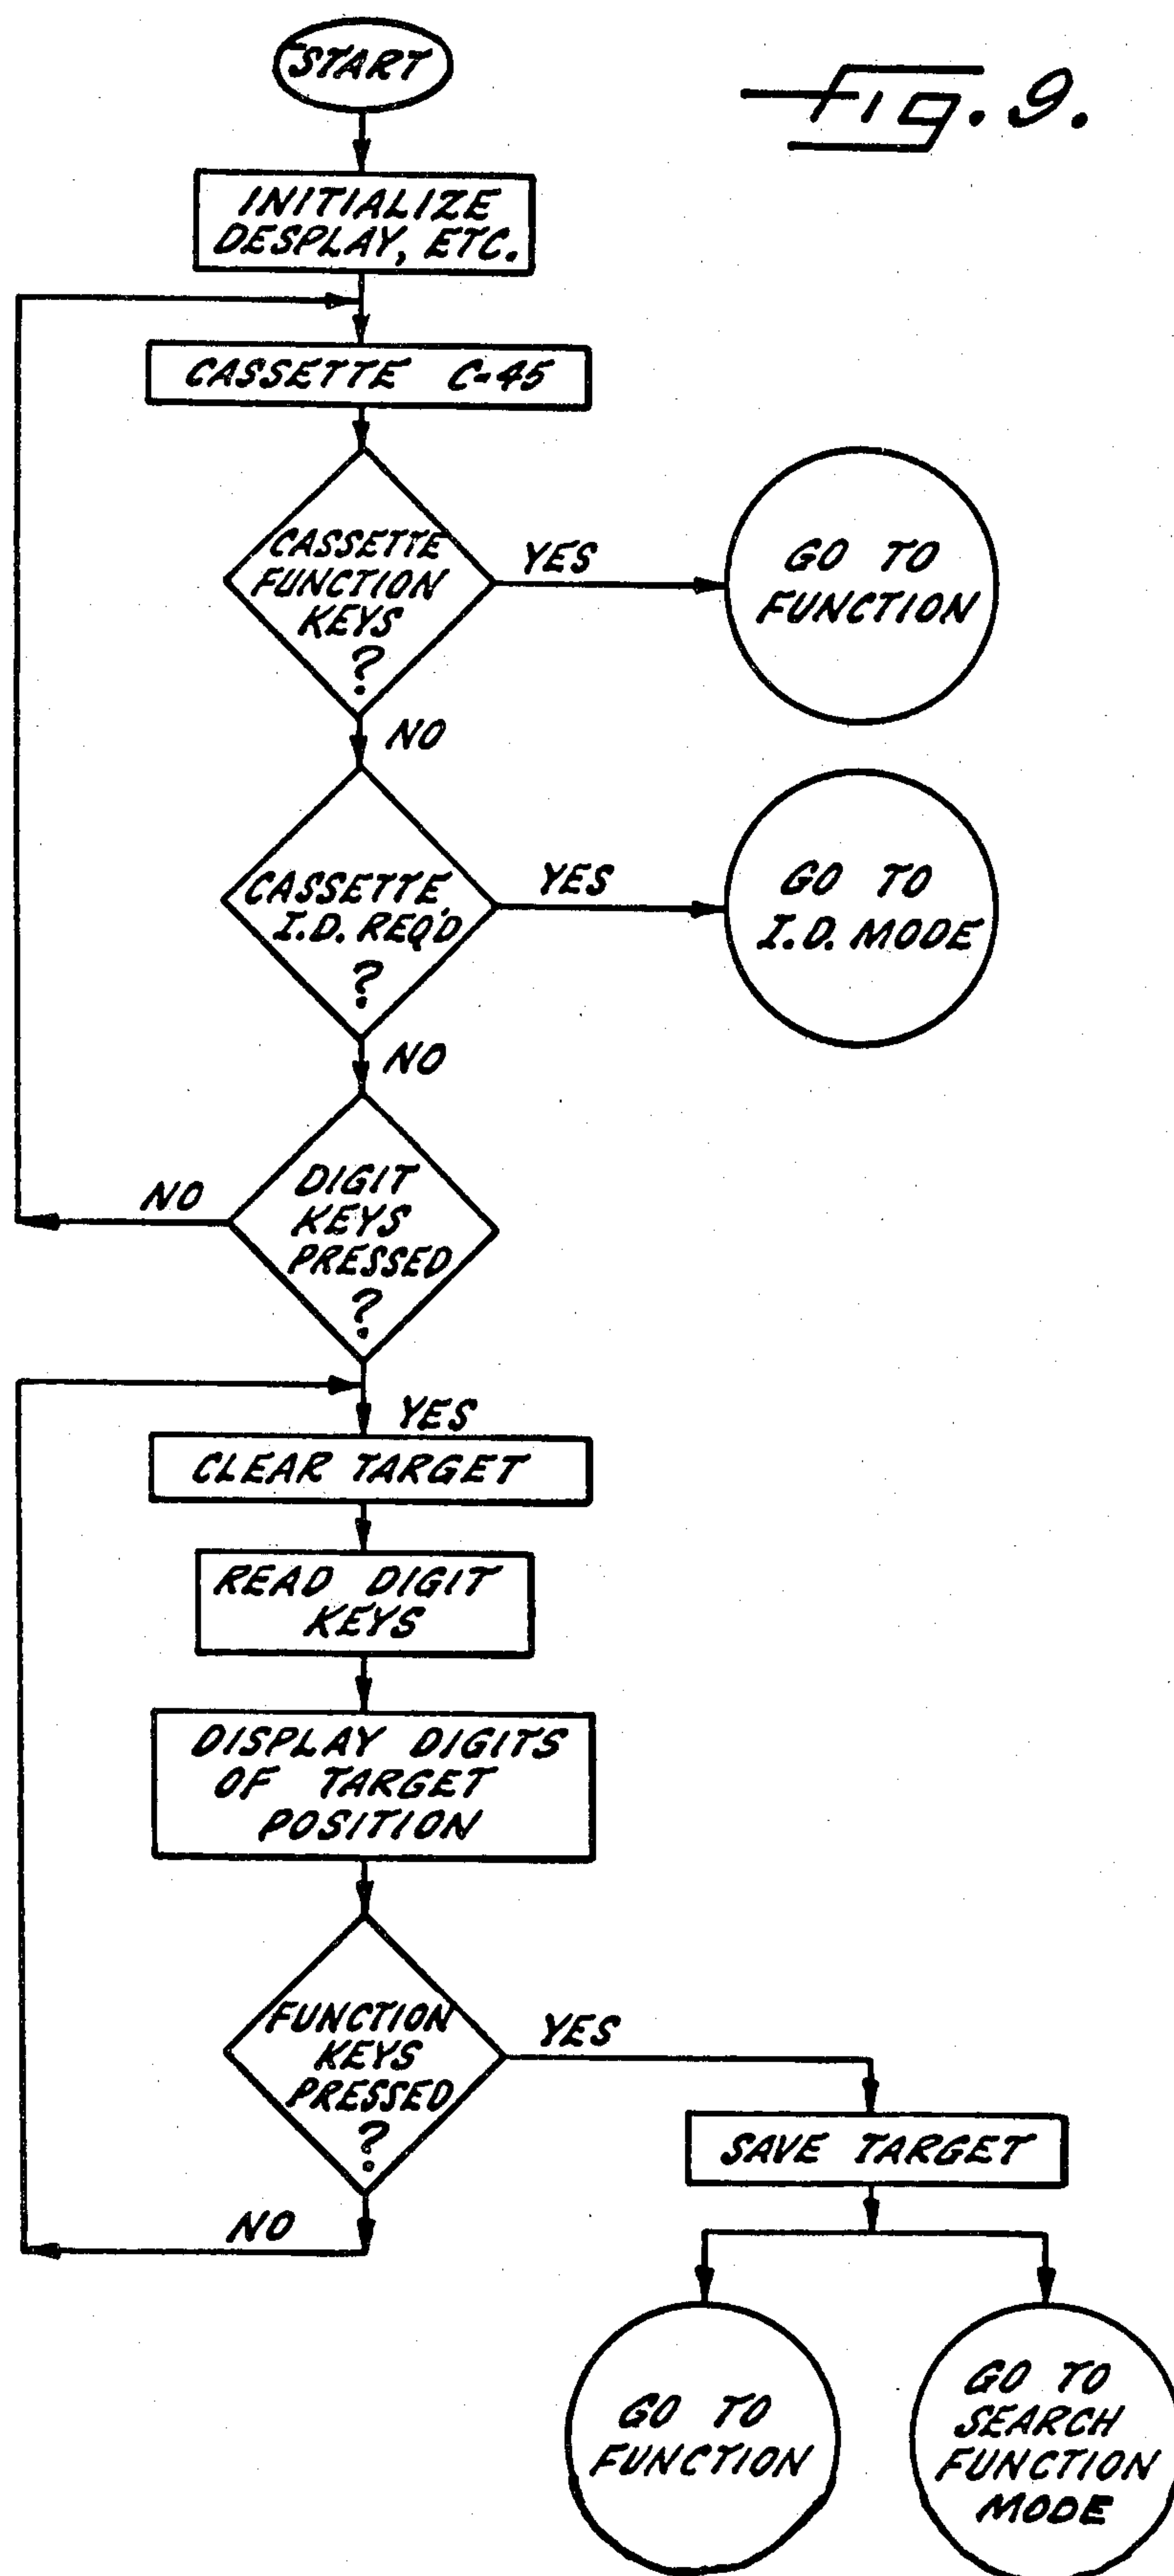 START
Fig. 9.
INITIALIZE
DESPLAY, ETC.
CASSETTE C-45
CASSETTE
FUNCTION
KEYS
?
YES
GO TO
FUNCTION
NO
CASSETTE
I.D. REQ'D
?
YES
GO TO
I.D. MODE
NO
DIGIT
KEYS
PRESSED
?
NO
YES
CLEAR TARGET
READ DIGIT
KEYS
DISPLAY DIGITS
OF TARGET
POSITION
FUNCTION
KEYS
PRESSED
?
YES
NO
SAVE TARGET
GO TO
FUNCTION
GO TO
SEARCH
FUNCTION
MODE